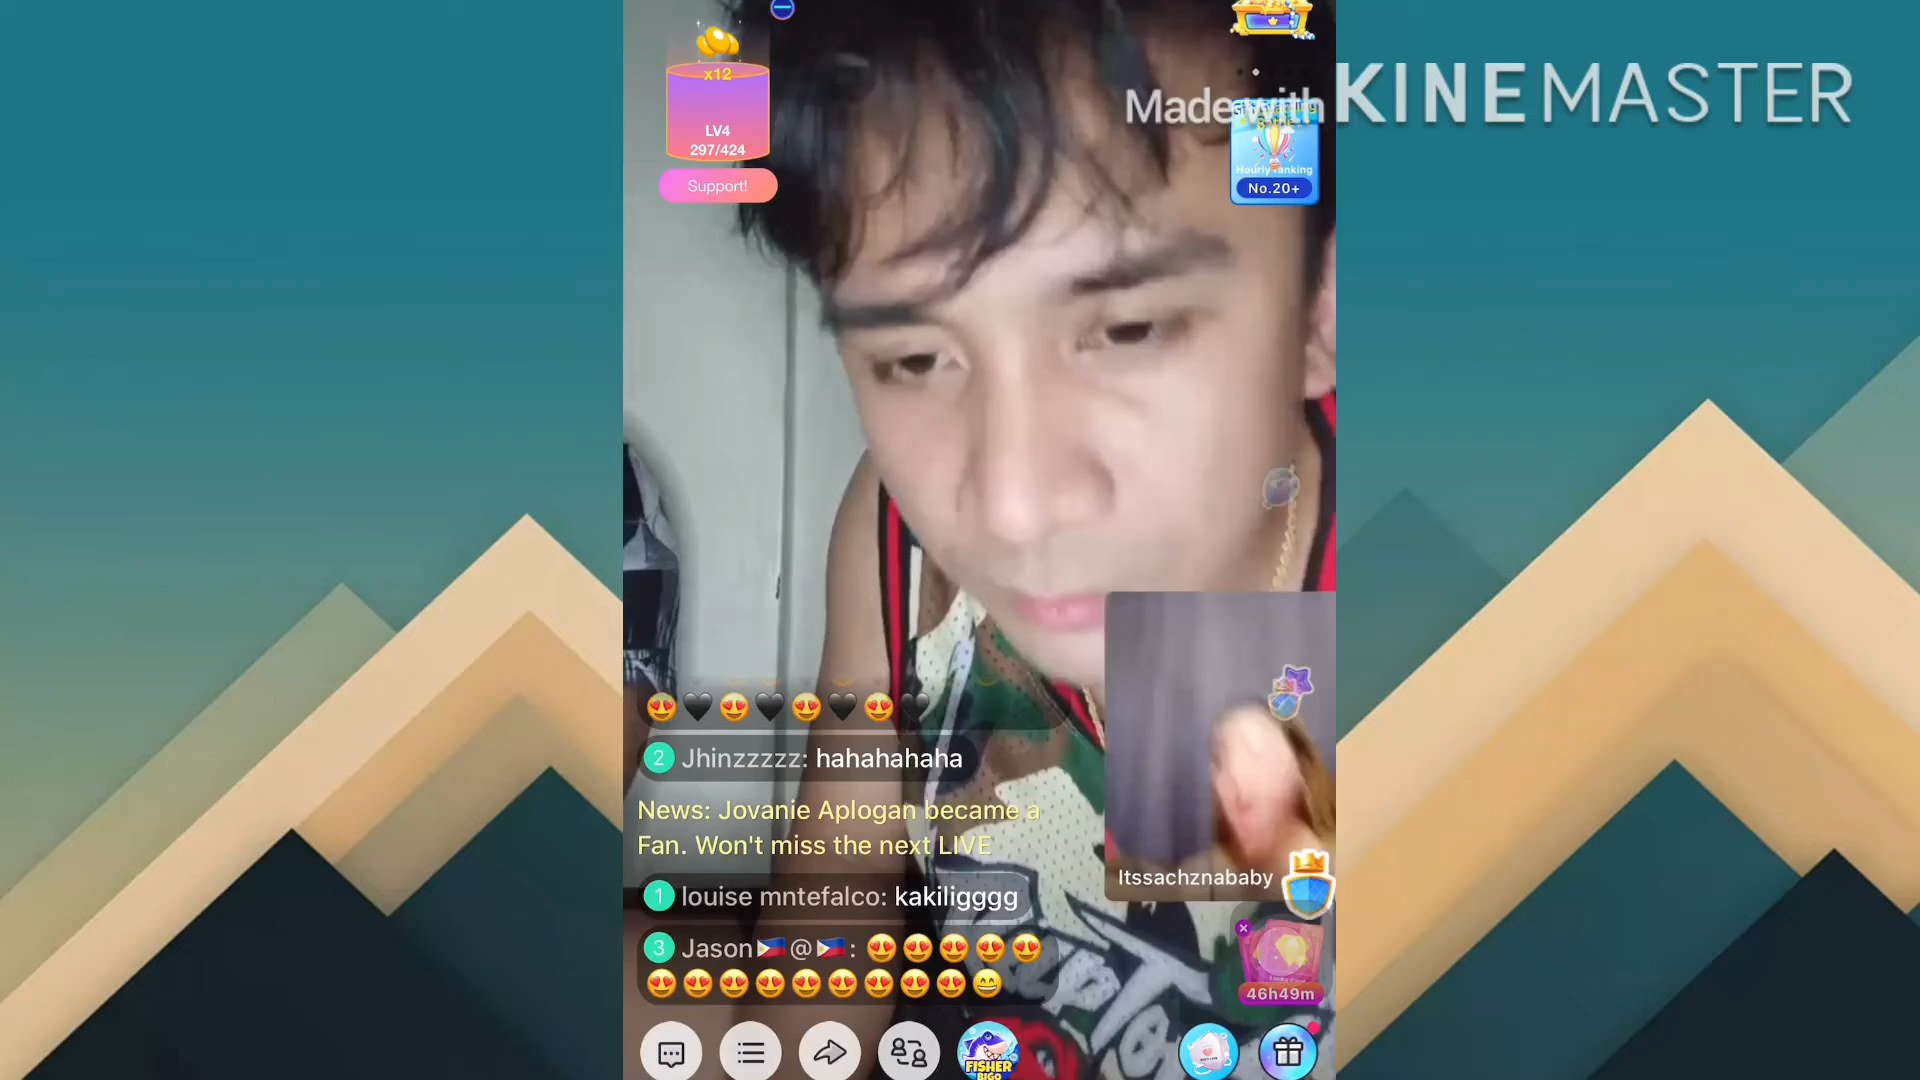 x12
LV4
297/424
Support!
Made with KINEMASTER
Hourly ranking
No.20+
😍🖤😍🖤😍🖤😍🖤
2 Jhinzzzzz: hahahahaha
News: Jovanie Aplogan became a
Fan. Won't miss the next LIVE
1 louise mntefalco: kakiligggg
3 Jason🇵🇭@🇵🇭: 😍😍😍😍😍
😍😍😍😍😍😍😍😍😍😄
Itssachznababy
46h49m
FISHER
BIGO